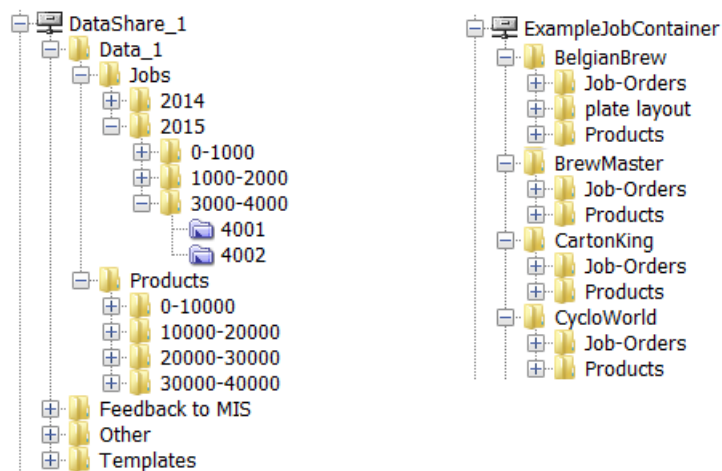 DataShare_1
Data_1
Jobs
2014
2015
0-1000
1000-2000
3000-4000
4001
4002
Products
0-10000
10000-20000
20000-30000
30000-40000
Feedback to MIS
Other
Templates
ExampleJobContainer
BelgianBrew
Job-Orders
plate layout
Products
BrewMaster
Job-Orders
Products
CartonKing
Job-Orders
Products
CycloWorld
Job-Orders
Products